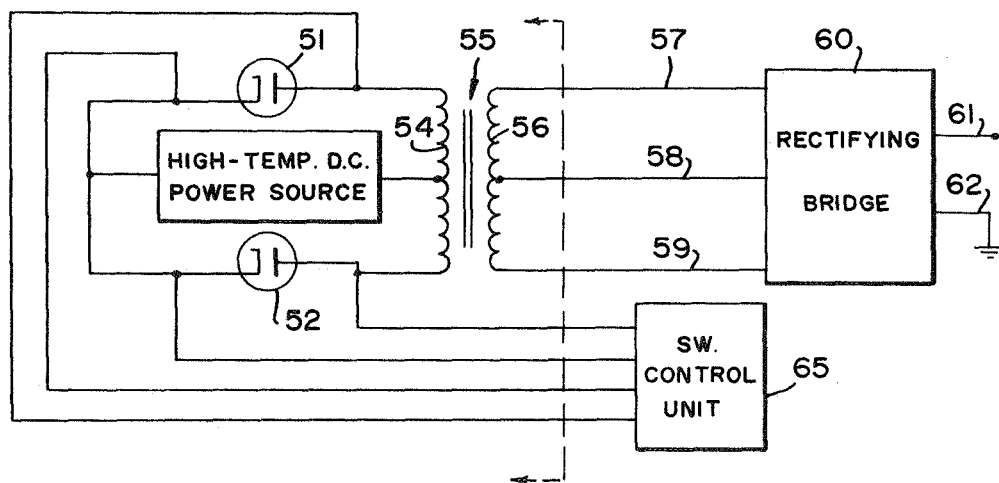 51
55
57
60
61
54
56
HIGH-TEMP. D.C.
POWER SOURCE
58
RECTIFYING
BRIDGE
62
59
52
SW.
CONTROL
UNIT
65